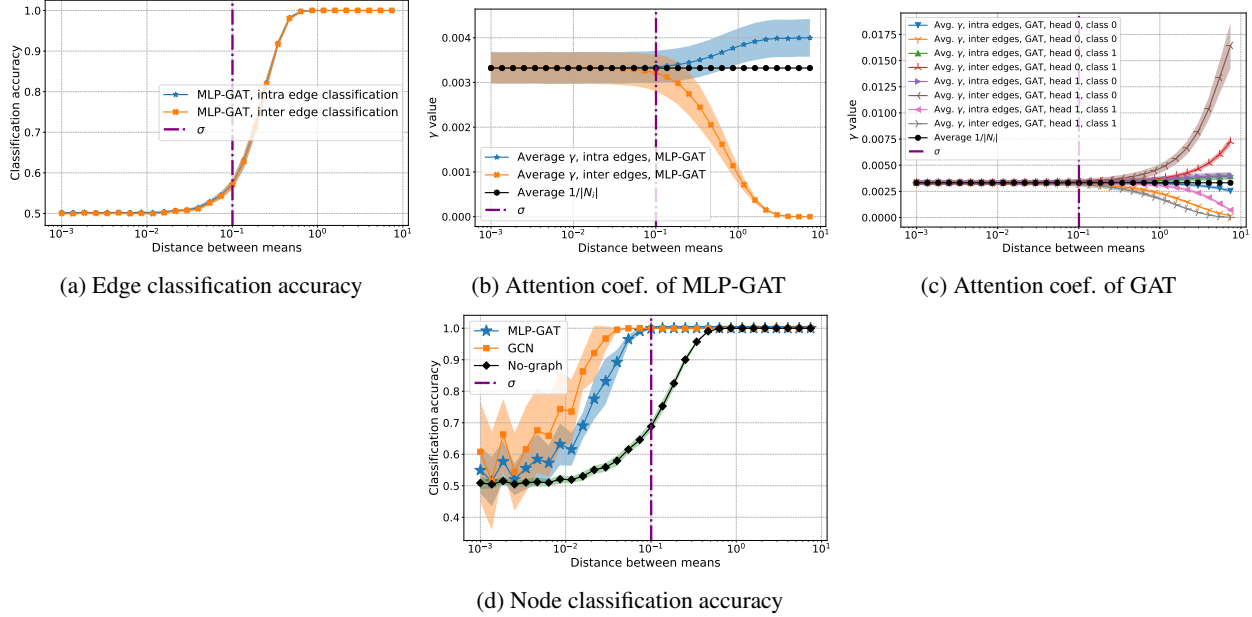 1.0
0.9
0.8
0.7
0.6
0.5
Classification accuracy
MLP-GAT, intra edge classification
MLP-GAT, inter edge classification
σ
10⁻³ 10⁻² 10⁻¹ 10⁰ 10¹
Distance between means
(a) Edge classification accuracy
0.004
0.003
0.002
0.001
0.000
γ value
Average γ, intra edges, MLP-GAT
Average γ, inter edges, MLP-GAT
Average 1/|Nᵢ|
σ
10⁻³ 10⁻² 10⁻¹ 10⁰ 10¹
Distance between means
(b) Attention coef. of MLP-GAT
0.0175
0.0150
0.0125
0.0100
0.0075
0.0050
0.0025
0.0000
γ value
Avg. γ, intra edges, GAT, head 0, class 0
Avg. γ, inter edges, GAT, head 0, class 0
Avg. γ, intra edges, GAT, head 0, class 1
Avg. γ, inter edges, GAT, head 0, class 1
Avg. γ, intra edges, GAT, head 1, class 0
Avg. γ, inter edges, GAT, head 1, class 0
Avg. γ, intra edges, GAT, head 1, class 1
Avg. γ, inter edges, GAT, head 1, class 1
Average 1/|Nᵢ|
σ
10⁻³ 10⁻² 10⁻¹ 10⁰ 10¹
Distance between means
(c) Attention coef. of GAT
1.0
0.9
0.8
0.7
0.6
0.5
0.4
Classification accuracy
MLP-GAT
GCN
No-graph
σ
10⁻³ 10⁻² 10⁻¹ 10⁰ 10¹
Distance between means
(d) Node classification accuracy